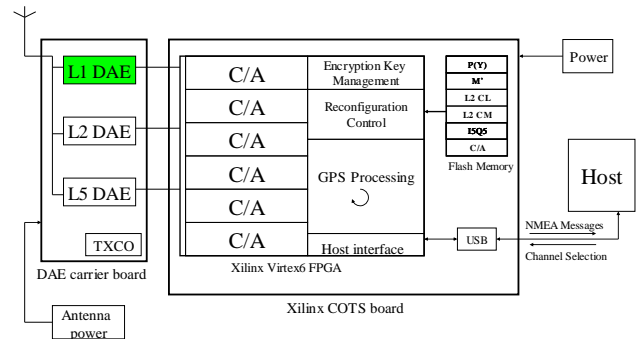 L1 DAE
L2 DAE
L5 DAE
TXCO
DAE carrier board
Antenna
power
C/A
C/A
C/A
C/A
C/A
C/A
Encryption Key
Management
Reconfiguration
Control
GPS Processing
Host interface
Xilinx Virtex6 FPGA
P(Y)
M'
L2 CL
L2 CM
I5Q5
C/A
Flash Memory
USB
Xilinx COTS board
Power
Host
NMEA Messages
Channel Selection